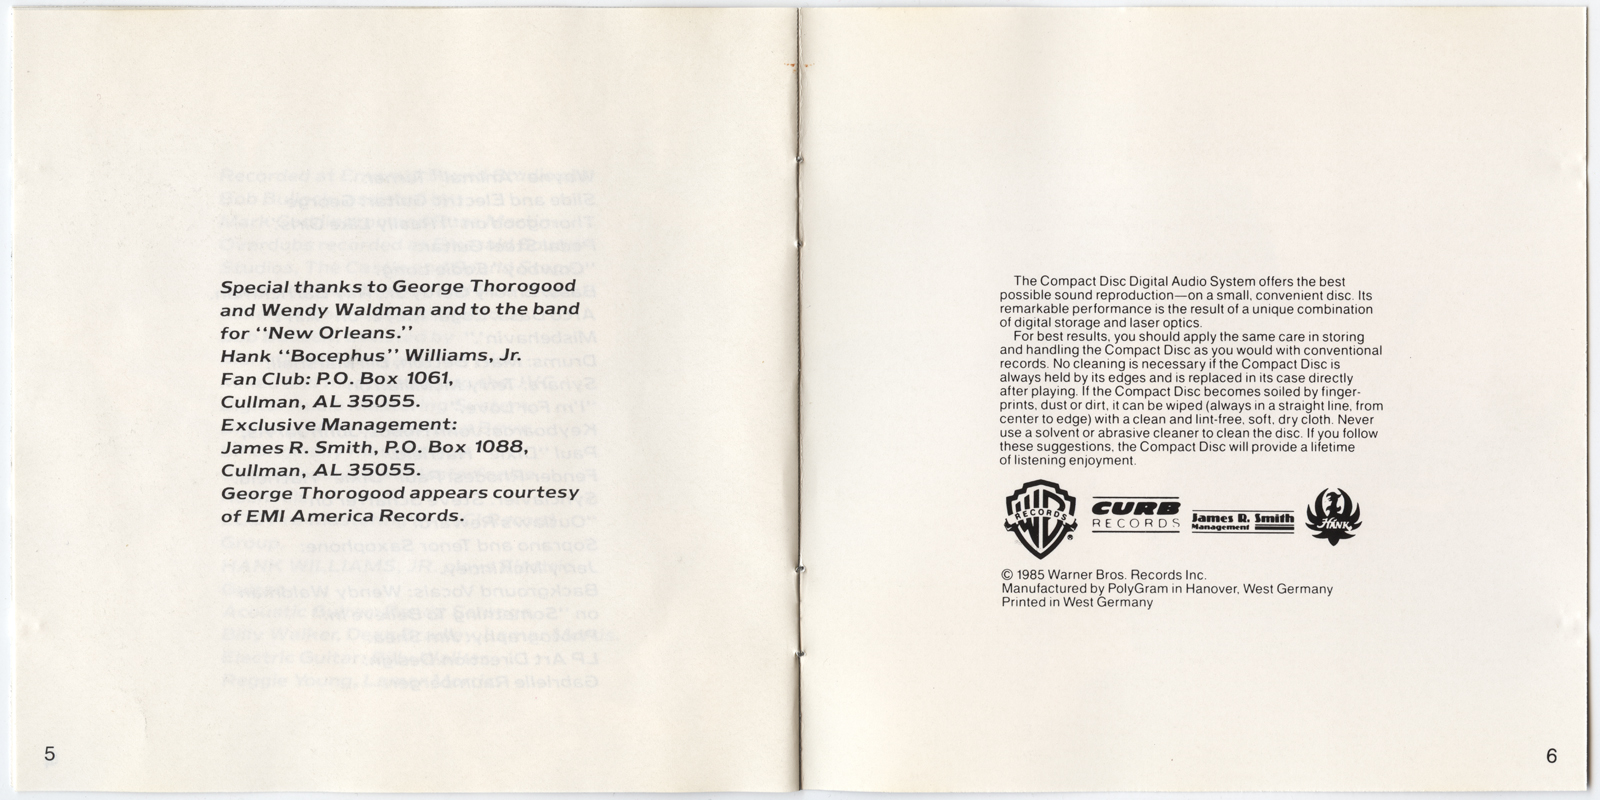 Special thanks to George Thorogood
and Wendy Waldman and to the band
for "New Orleans."
Hank "Bocephus" Williams, Jr.
Fan Club: P.O. Box 1061,
Cullman, AL 35055.
Exclusive Management:
James R. Smith, P.O. Box 1088,
Cullman, AL 35055.
George Thorogood appears courtesy
of EMI America Records.
5
The Compact Disc Digital Audio System offers the best
possible sound reproduction—on a small, convenient disc. Its
remarkable performance is the result of a unique combination
of digital storage and laser optics.
For best results, you should apply the same care in storing
and handling the Compact Disc as you would with conventional
records. No cleaning is necessary if the Compact Disc is
always held by its edges and is replaced in its case directly
after playing. If the Compact Disc becomes soiled by finger-
prints, dust or dirt, it can be wiped (always in a straight line, from
center to edge) with a clean and lint-free, soft, dry cloth. Never
use a solvent or abrasive cleaner to clean the disc. If you follow
these suggestions, the Compact Disc will provide a lifetime
of listening enjoyment.
WB RECORDS ®
CURB
RECORDS
James R. Smith
Management
HANK
© 1985 Warner Bros. Records Inc.
Manufactured by PolyGram in Hanover, West Germany
Printed in West Germany
6